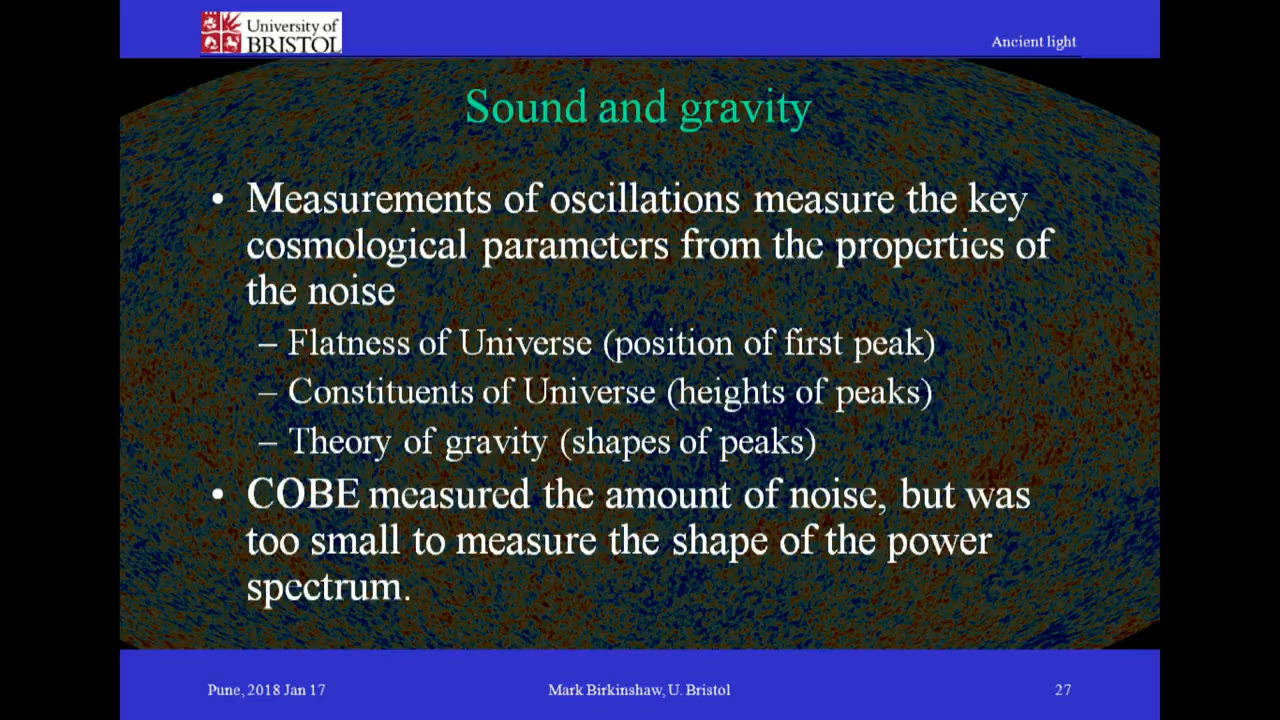 University of
BRISTOL
Ancient light
Sound and gravity
• Measurements of oscillations measure the key
cosmological parameters from the properties of
the noise
– Flatness of Universe (position of first peak)
– Constituents of Universe (heights of peaks)
– Theory of gravity (shapes of peaks)
• COBE measured the amount of noise, but was
too small to measure the shape of the power
spectrum.
Pune, 2018 Jan 17
Mark Birkinshaw, U. Bristol
27